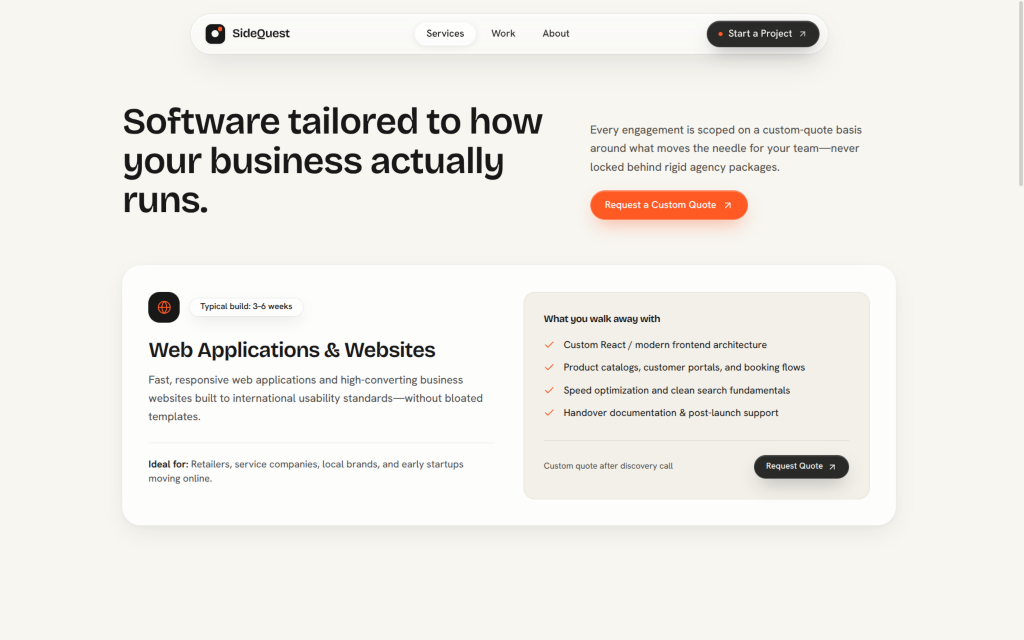 SideQuest
Services
Work
About
Start a Project
Software tailored to how
your business actually
runs.
Every engagement is scoped on a custom-quote basis
around what moves the needle for your team—never
locked behind rigid agency packages.
Request a Custom Quote
Typical build: 3–6 weeks
Web Applications & Websites
Fast, responsive web applications and high-converting business
websites built to international usability standards—without bloated
templates.
Ideal for: Retailers, service companies, local brands, and early startups
moving online.
What you walk away with
Custom React / modern frontend architecture
Product catalogs, customer portals, and booking flows
Speed optimization and clean search fundamentals
Handover documentation & post-launch support
Custom quote after discovery call
Request Quote